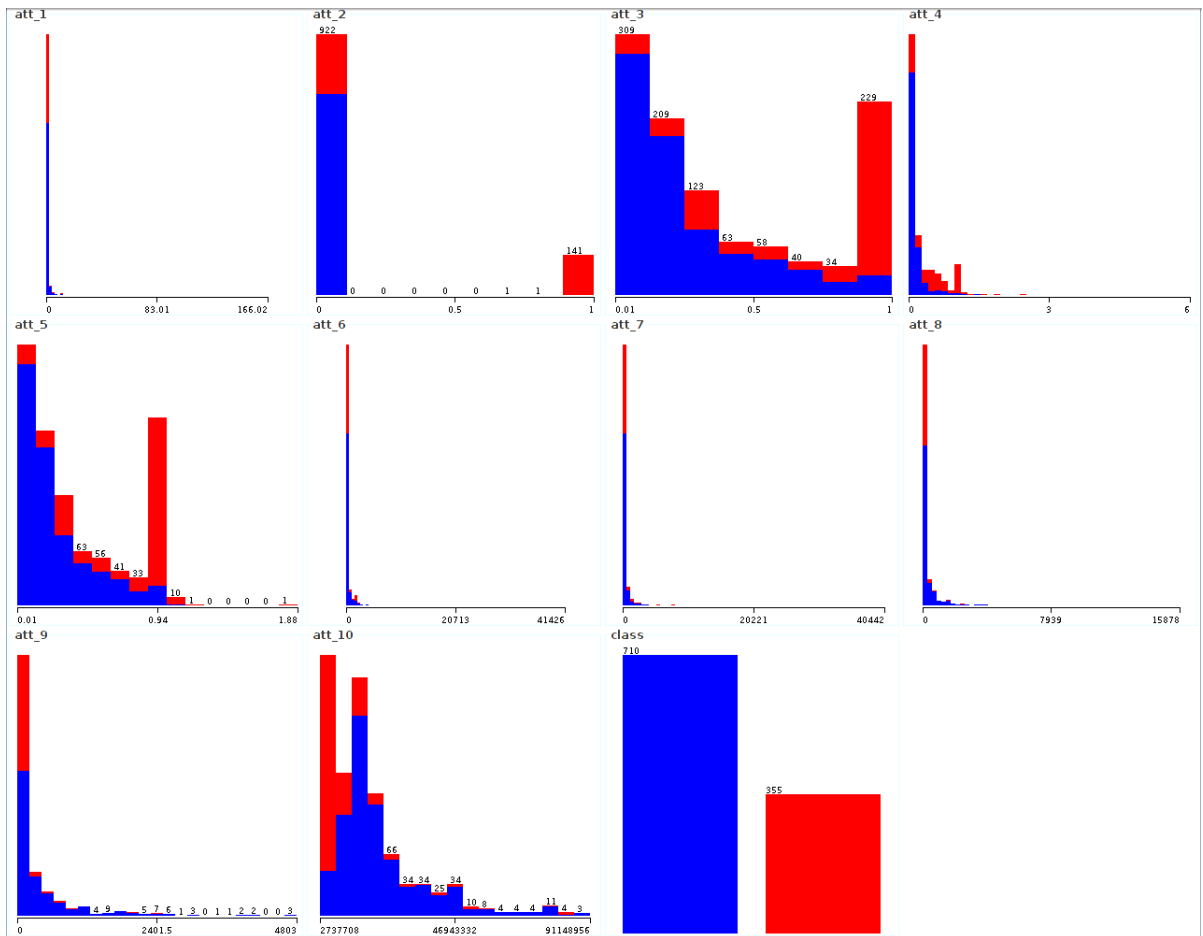 att_1 att_2 att_3 att_4
922 309
229
209
123
141
63 58
40 34
0 0 0 0 0 1 1
0 83.01 166.02 0 0.5 1 0.01 0.5 1 0 3 6
att_5 att_6 att_7 att_8
63 56
41 33
10 1 0 0 0 0 1
0.01 0.94 1.88 0 20713 41426 0 20221 40442 0 7939 15878
att_9 att_10 class
710
355
66
34 34 25 34
4 9 5 7 6 1 3 0 1 1 2 2 0 0 3 10 8 4 4 4 11 4 3
0 2401.5 4803 2737708 46943332 91148956